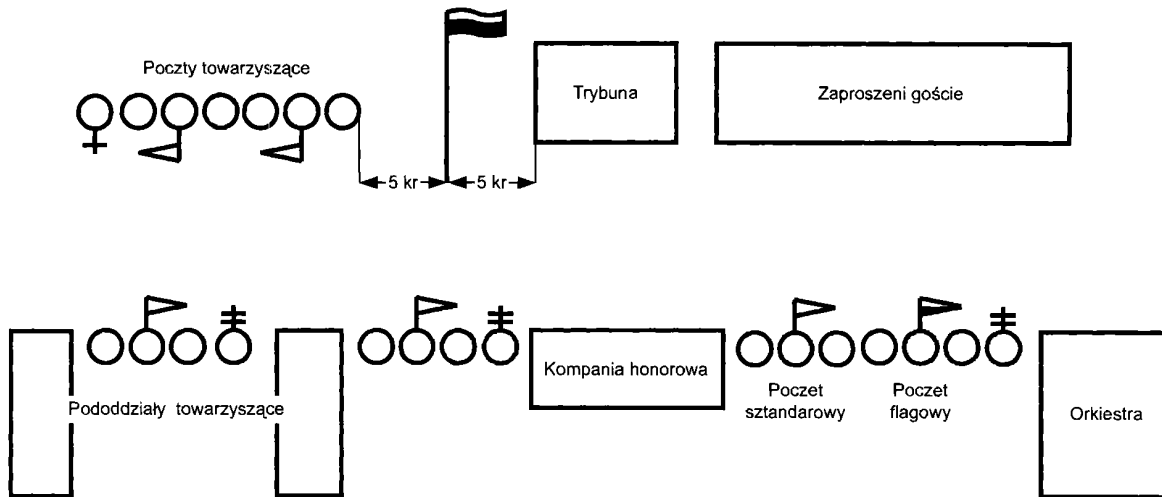 Poczty towarzyszące
Trybuna
Zaproszeni goście
5 kr
5 kr
Kompania honorowa
Pododdziały towarzyszące
Poczet
sztandarowy
Poczet
flagowy
Orkiestra